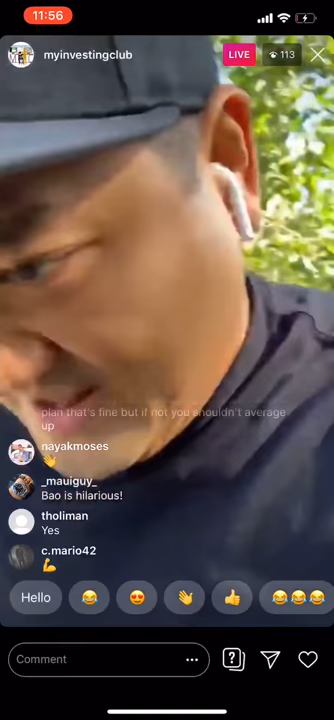 11:56
myinvestingclub
LIVE
113
plan that's fine but if not you shouldn't average
up
nayakmoses
_mauiguy_
Bao is hilarious!
tholiman
Yes
c.mario42
Hello
Comment